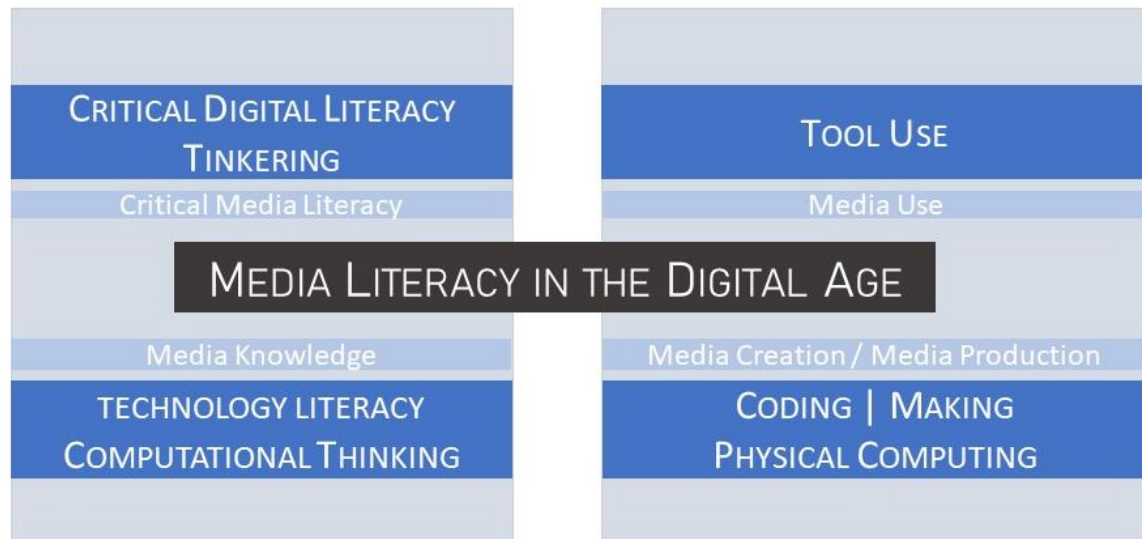 CRITICAL DIGITAL LITERACY
TINKERING
Critical Media Literacy
TOOL USE
Media Use
MEDIA LITERACY IN THE DIGITAL AGE
Media Knowledge
TECHNOLOGY LITERACY
COMPUTATIONAL THINKING
Media Creation / Media Production
CODING | MAKING
PHYSICAL COMPUTING